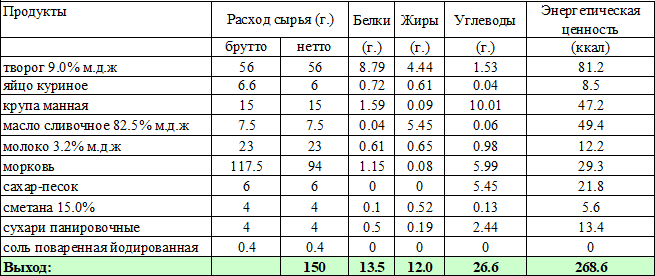 Продукты Расход сырья (г.) Белки Жиры Углеводы Энергетическая ценность
брутто нетто (г.) (г.) (г.) (ккал)
творог 9.0% м.д.ж 56 56 8.79 4.44 1.53 81.2
яйцо куриное 6.6 6 0.72 0.61 0.04 8.5
крупа манная 15 15 1.59 0.09 10.01 47.2
масло сливочное 82.5% м.д.ж 7.5 7.5 0.04 5.45 0.06 49.4
молоко 3.2% м.д.ж 23 23 0.61 0.65 0.98 12.2
морковь 117.5 94 1.15 0.08 5.99 29.3
сахар-песок 6 6 0 0 5.45 21.8
сметана 15.0% 4 4 0.1 0.52 0.13 5.6
сухари панировочные 4 4 0.5 0.19 2.44 13.4
соль поваренная йодированная 0.4 0.4 0 0 0 0
Выход: 150 13.5 12.0 26.6 268.6